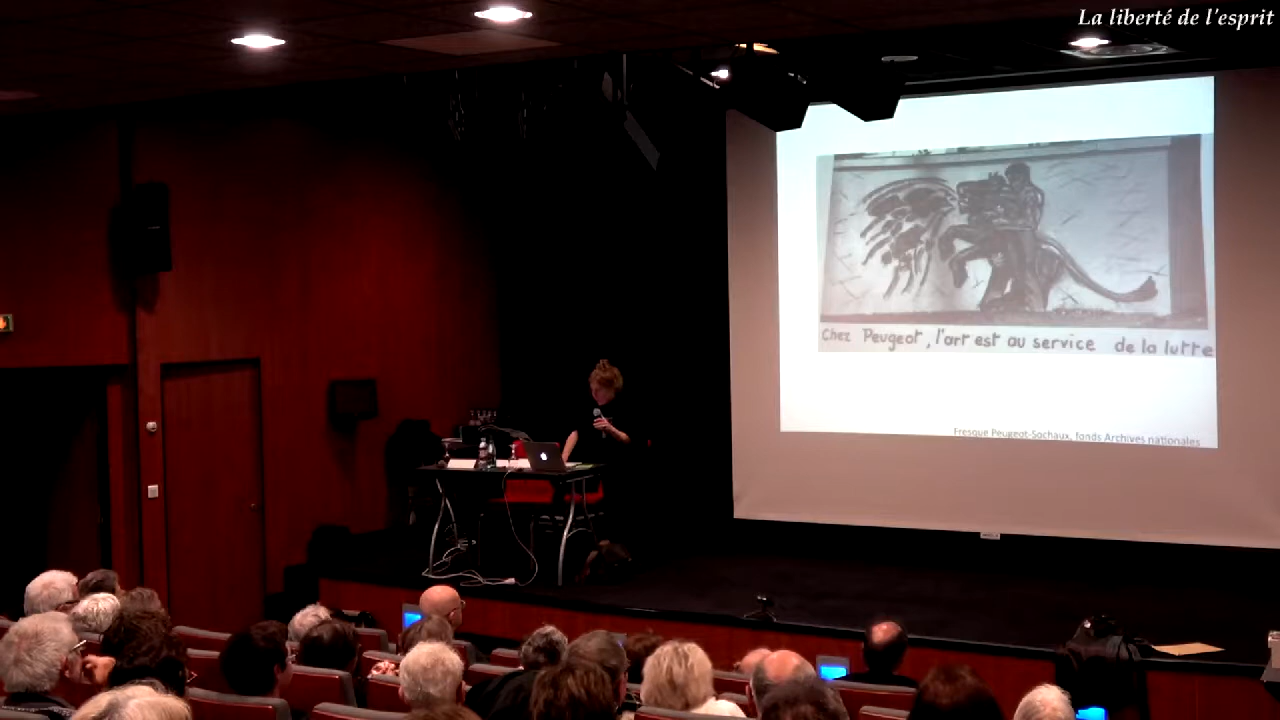 La liberté de l'esprit
Chez Peugeot, l'art est au service de la lutte
Fresque Peugeot-Sochaux, fonds Archives nationales